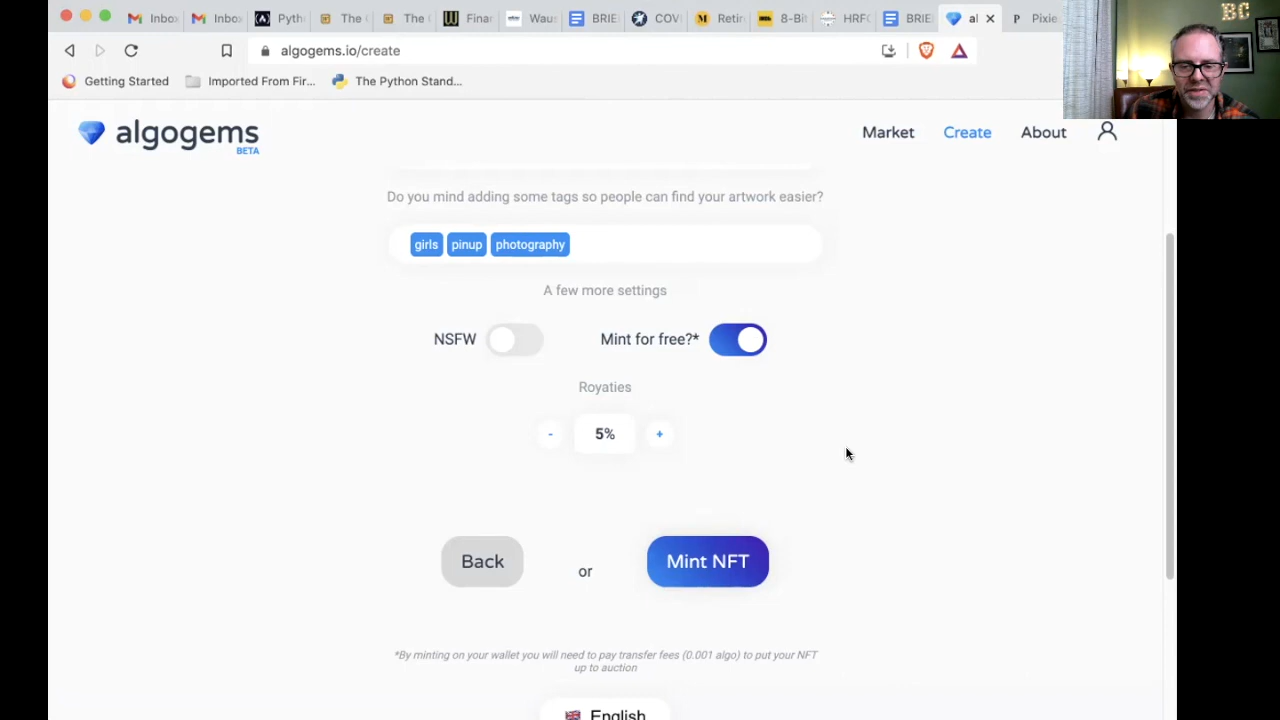 Inbo Inbo Pyth The ( The ( Finar Waus BRIE COV Retir 8-Bit HRFC BRIE al Pixie
algogems.io/create
Getting Started Imported From Fir... The Python Stand...
BC
algogems
BETA
Market Create About
Do you mind adding some tags so people can find your artwork easier?
girls pinup photography
A few more settings
NSFW Mint for free?*
Royaties
- 5% +
Back or Mint NFT
*By minting on your wallet you will need to pay transfer fees (0.001 algo) to put your NFT
up to auction
English